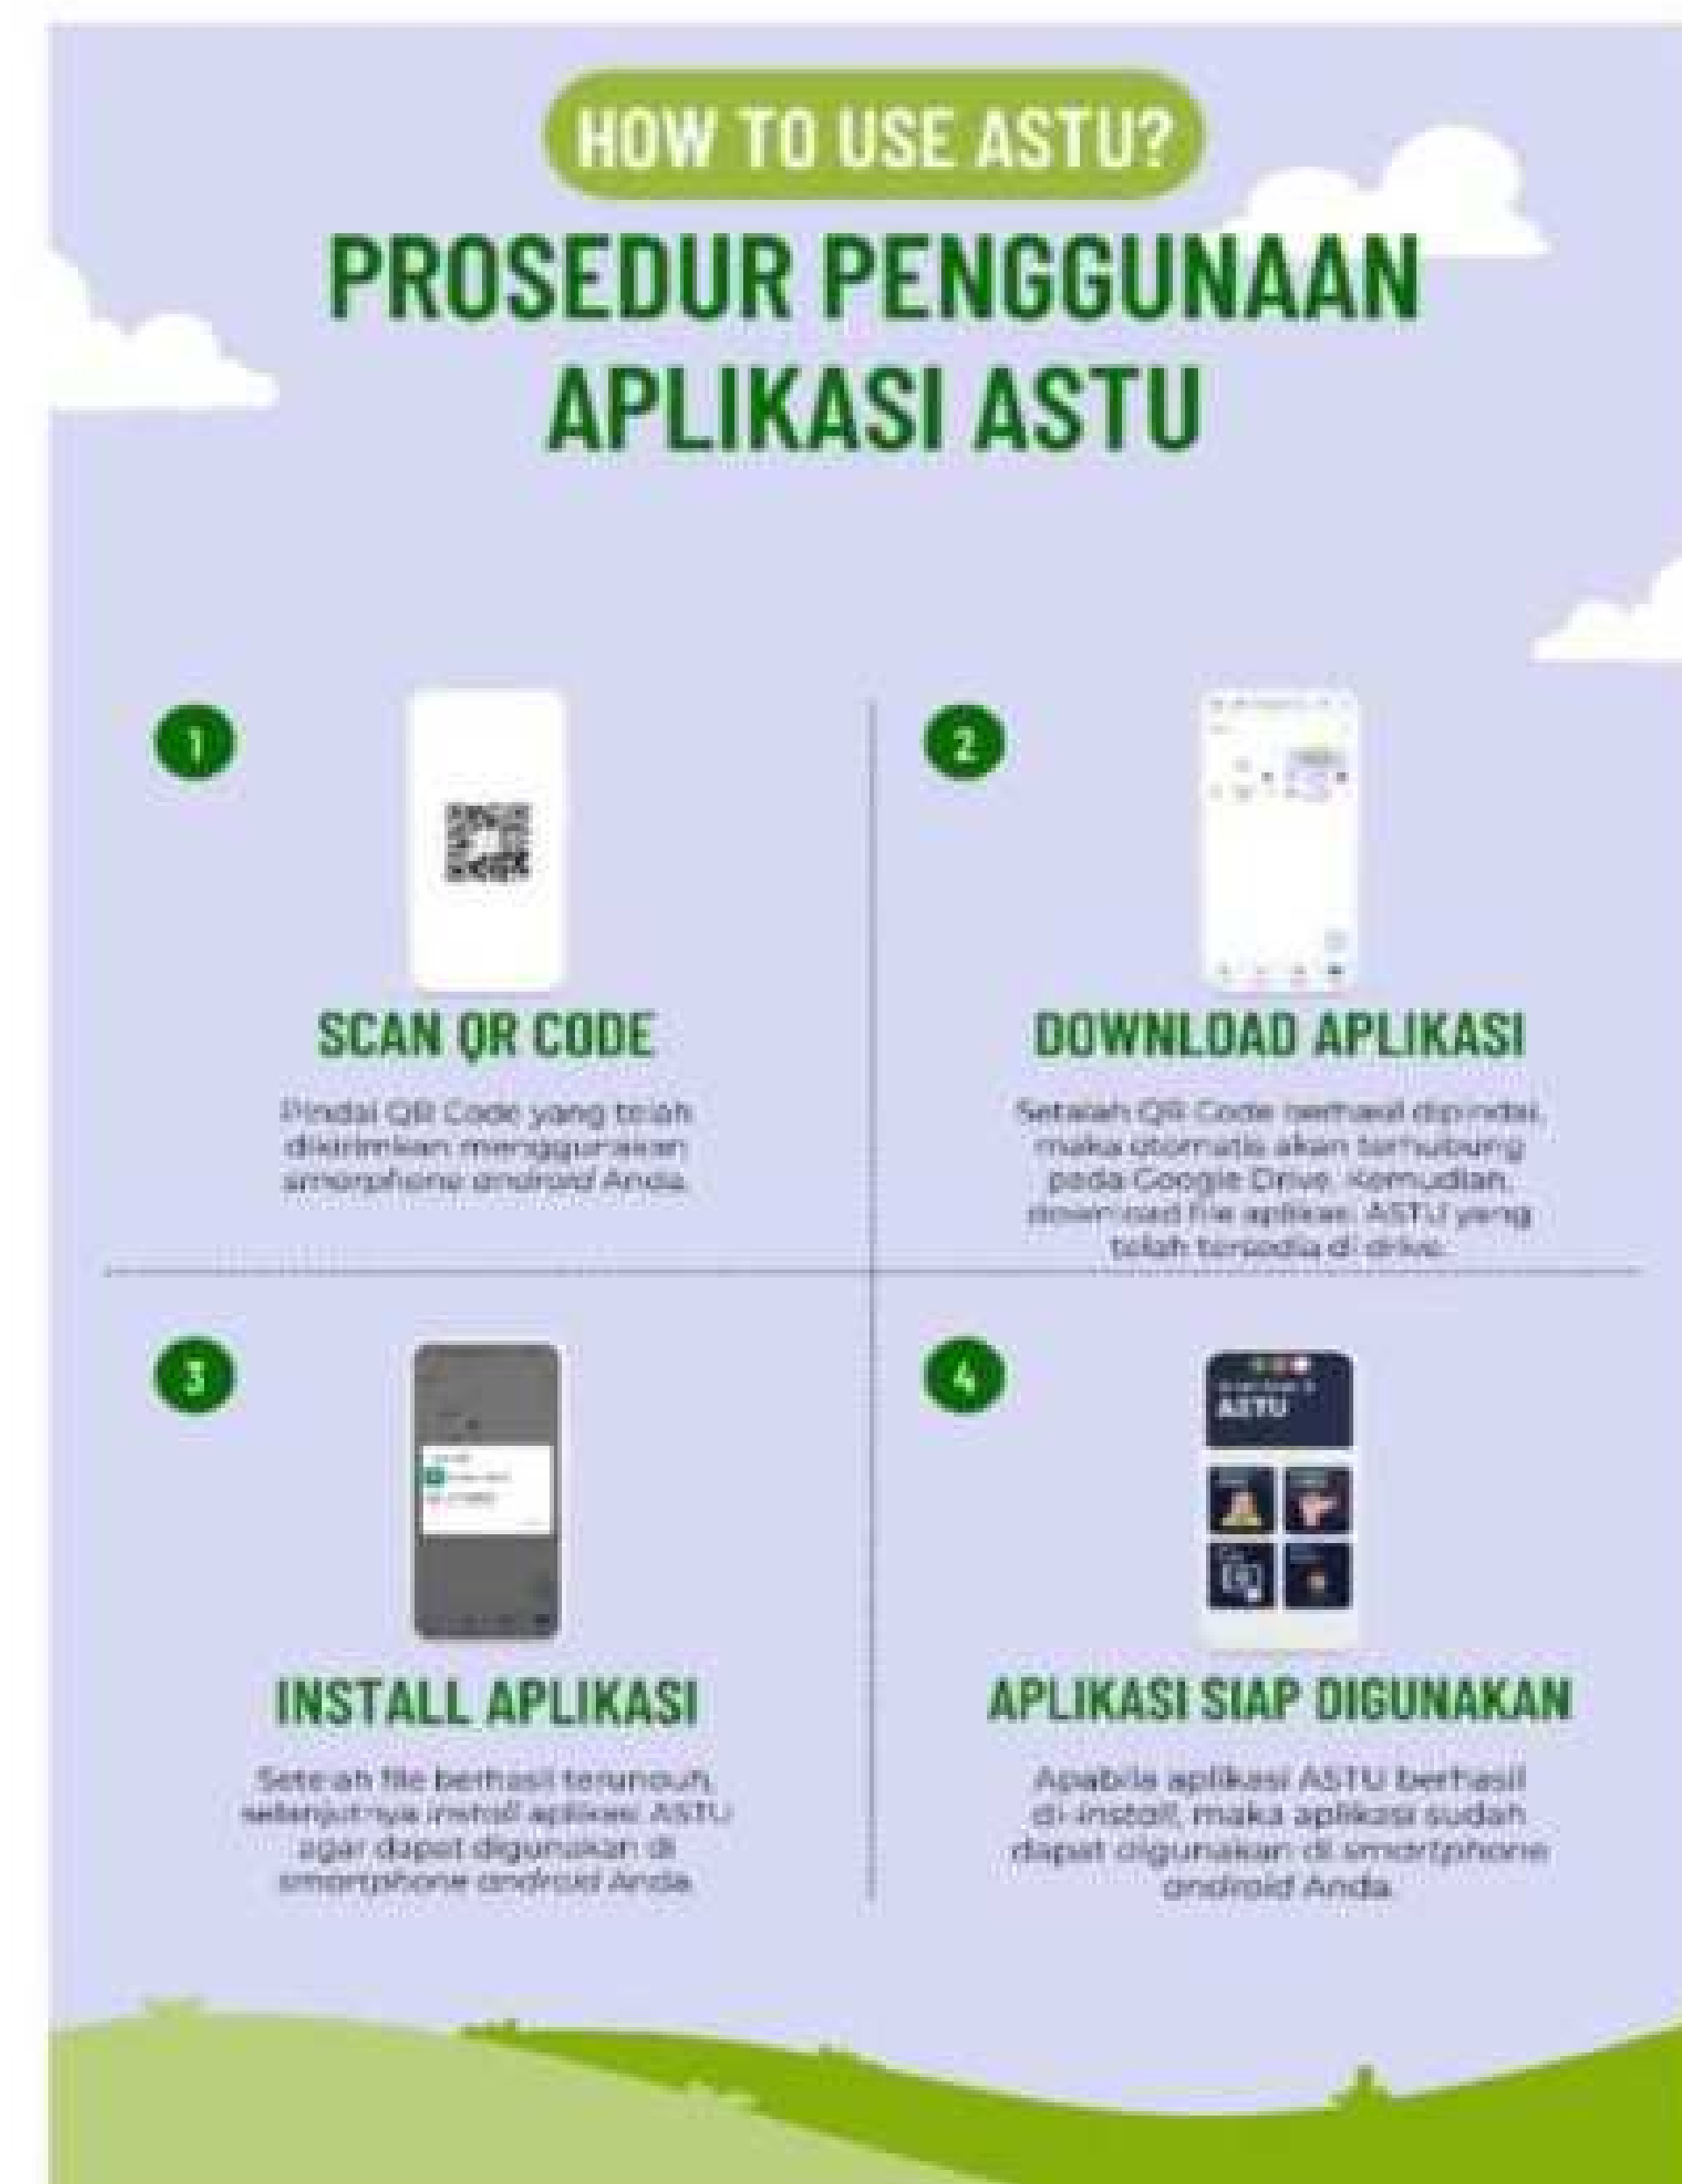 HOW TO USE ASTU?
PROSEDUR PENGGUNAAN
APLIKASI ASTU
1
SCAN QR CODE
Pindai QR Code yang telah
dikirimkan menggunakan
smarphone android Anda.
2
DOWNLOAD APLIKASI
Setelah QR Code berhasil dipindai,
maka otomatis akan terhubung
pada Google Drive. Kemudian,
download file aplikasi ASTU yang
telah tersedia di drive.
3
INSTALL APLIKASI
Setelah file berhasil terunduh,
selanjutnya install aplikasi ASTU
agar dapat digunakan di
smartphone android Anda.
4
ASTU
APLIKASI SIAP DIGUNAKAN
Apabila aplikasi ASTU berhasil
di-install, maka aplikasi sudah
dapat digunakan di smartphone
android Anda.